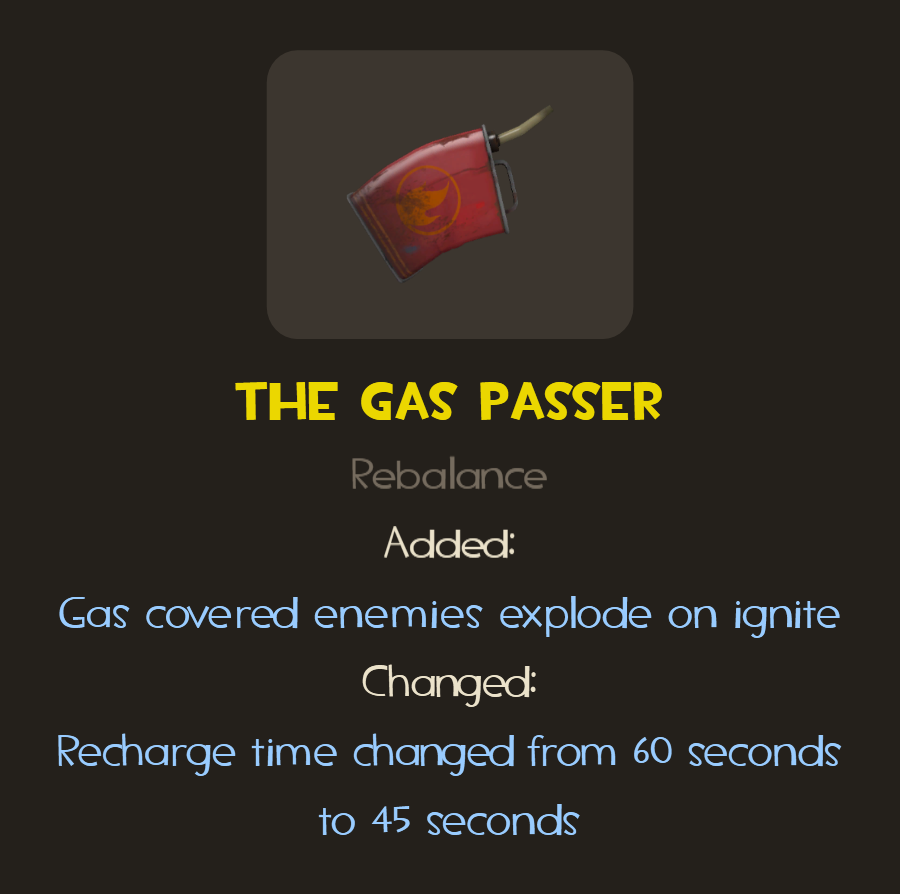 THE GAS PASSER
Rebalance
Added:
Gas covered enemies explode on ignite
Changed:
Recharge time changed from 60 seconds
to 45 seconds